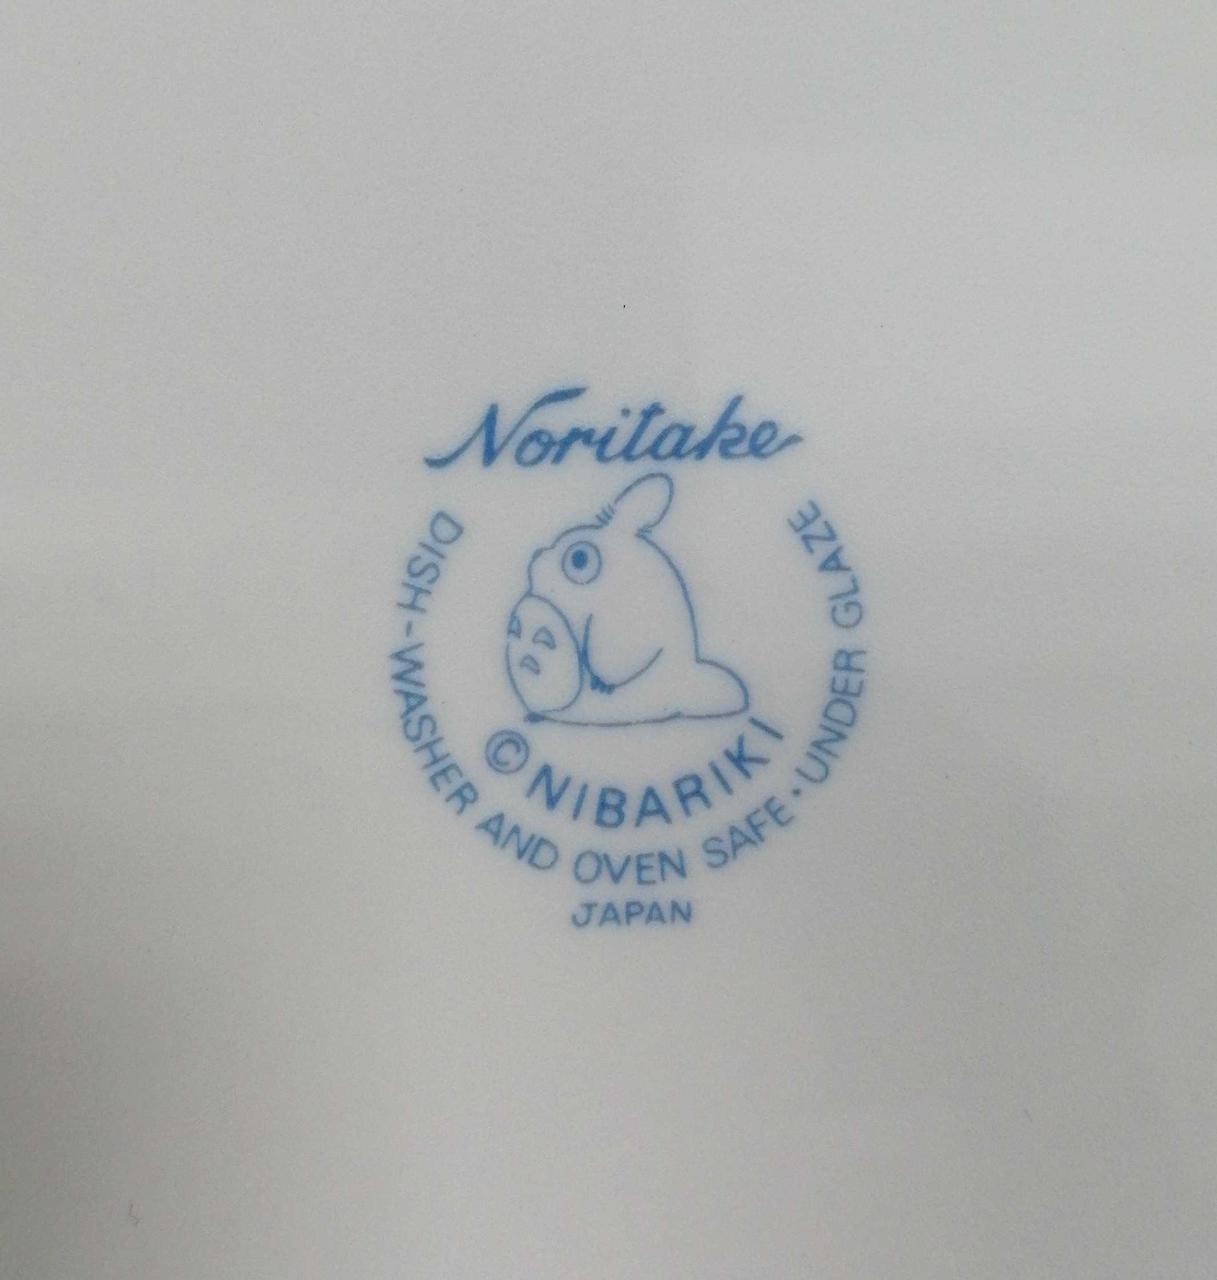 Noritake
DISH-WASHER AND OVEN SAFE·UNDER GLAZE
©NIBARIKI
JAPAN